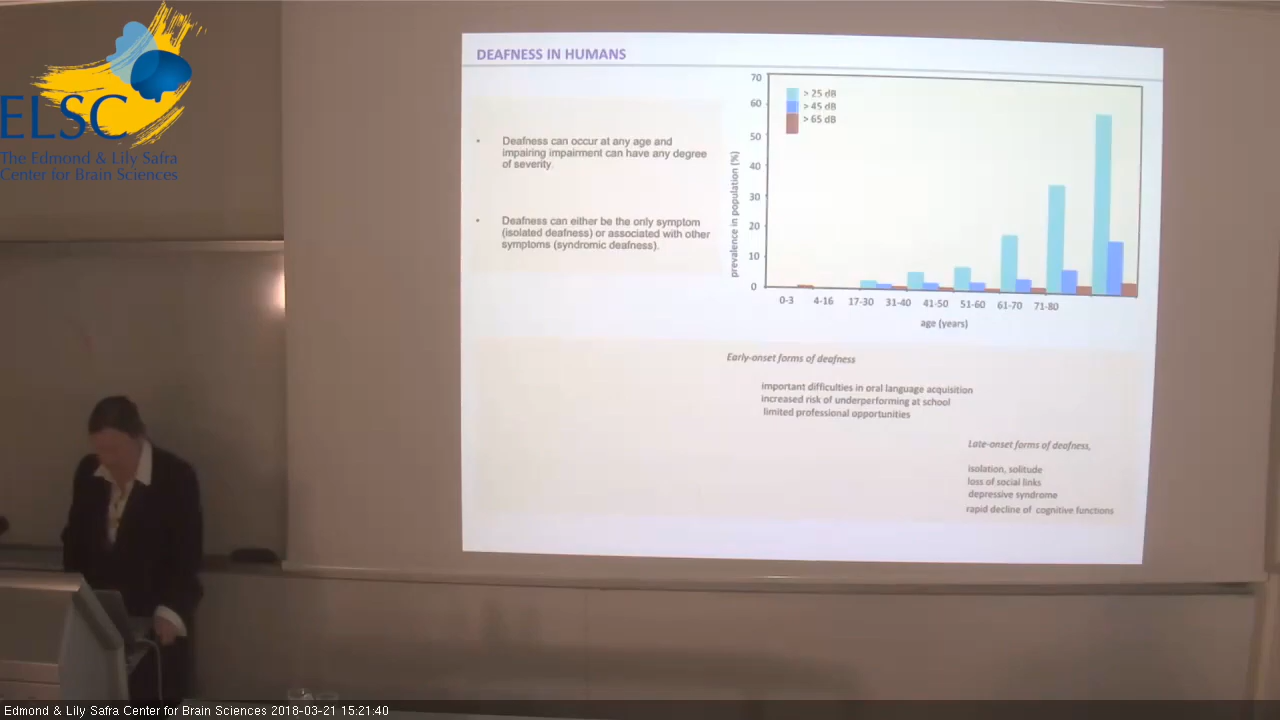 ELSC
The Edmond & Lily Safra
Center for Brain Sciences
DEAFNESS IN HUMANS
• Deafness can occur at any age and
impairing impairment can have any degree
of severity.
• Deafness can either be the only symptom
(isolated deafness) or associated with other
symptoms (syndromic deafness).
prevalence in population (%)
70
60
50
40
30
20
10
0
> 25 dB
> 45 dB
> 65 dB
0-3 4-16 17-30 31-40 41-50 51-60 61-70 71-80
age (years)
Early-onset forms of deafness
important difficulties in oral language acquisition
increased risk of underperforming at school
limited professional opportunities
Late-onset forms of deafness,
isolation, solitude
loss of social links
depressive syndrome
rapid decline of cognitive functions
Edmond & Lily Safra Center for Brain Sciences 2018-03-21 15:21:40